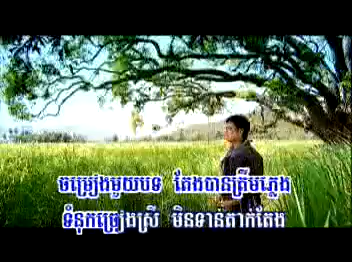 ចម្រៀងមួយបទ តែងបានត្រឹមភ្លេង
ទំនុកច្រៀងស្រី មិនទាន់តាក់តែង